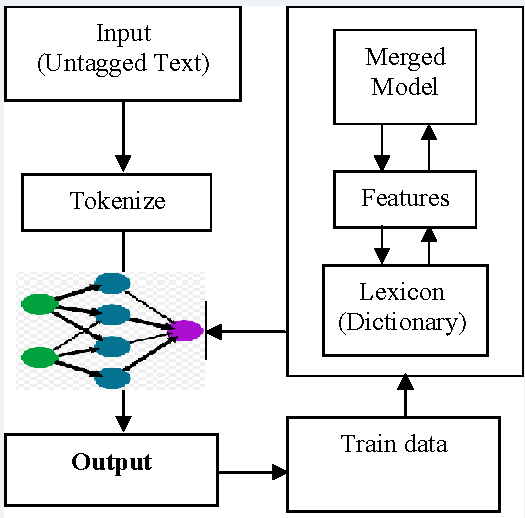 Input
(Untagged Text)
Tokenize
Output
Merged
Model
Features
Lexicon
(Dictionary)
Train data